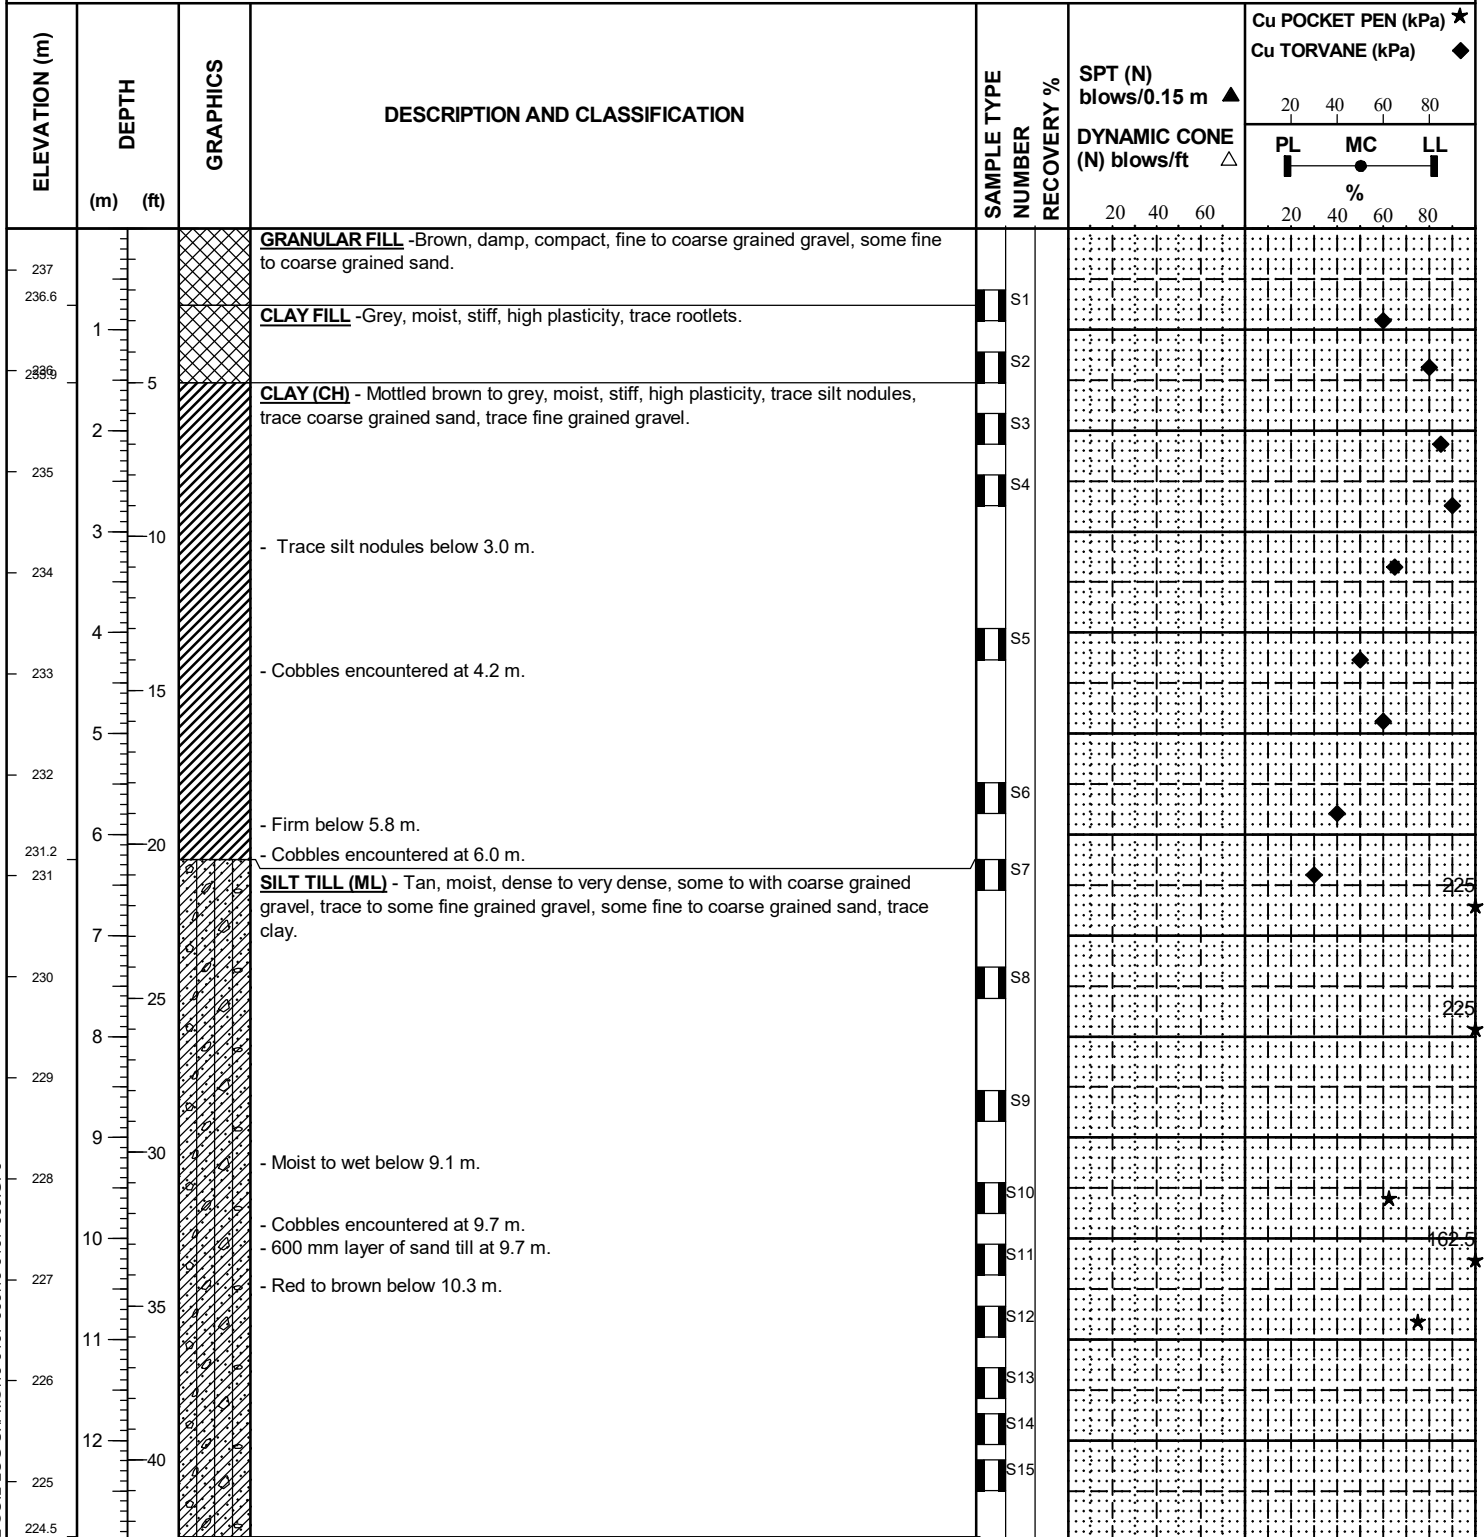 Cu POCKET PEN (kPa)
Cu TORVANE (kPa)
ELEVATION (m)
DEPTH
GRAPHICS
DESCRIPTION AND CLASSIFICATION
SAMPLE TYPE
NUMBER
RECOVERY %
SPT (N)
blows/0.15 m
DYNAMIC CONE
(N) blows/ft
20 40 60 80
PL MC LL
%
(m) (ft)
20 40 60
20 40 60 80
GRANULAR FILL -Brown, damp, compact, fine to coarse grained gravel, some fine
to coarse grained sand.
237
236.6
S1
CLAY FILL -Grey, moist, stiff, high plasticity, trace rootlets.
1
S2
236
235.9
5
CLAY (CH) - Mottled brown to grey, moist, stiff, high plasticity, trace silt nodules,
trace coarse grained sand, trace fine grained gravel.
S3
2
235
S4
3
10
- Trace silt nodules below 3.0 m.
234
4
S5
233
- Cobbles encountered at 4.2 m.
15
5
232
S6
- Firm below 5.8 m.
6
20
231.2
- Cobbles encountered at 6.0 m.
S7
231
SILT TILL (ML) - Tan, moist, dense to very dense, some to with coarse grained
gravel, trace to some fine grained gravel, some fine to coarse grained sand, trace
clay.
225
7
230
S8
25
225
8
229
S9
9
30
- Moist to wet below 9.1 m.
228
S10
- Cobbles encountered at 9.7 m.
10
162.5
- 600 mm layer of sand till at 9.7 m.
S11
227
- Red to brown below 10.3 m.
35
S12
11
226
S13
S14
12
40
S15
225
224.5